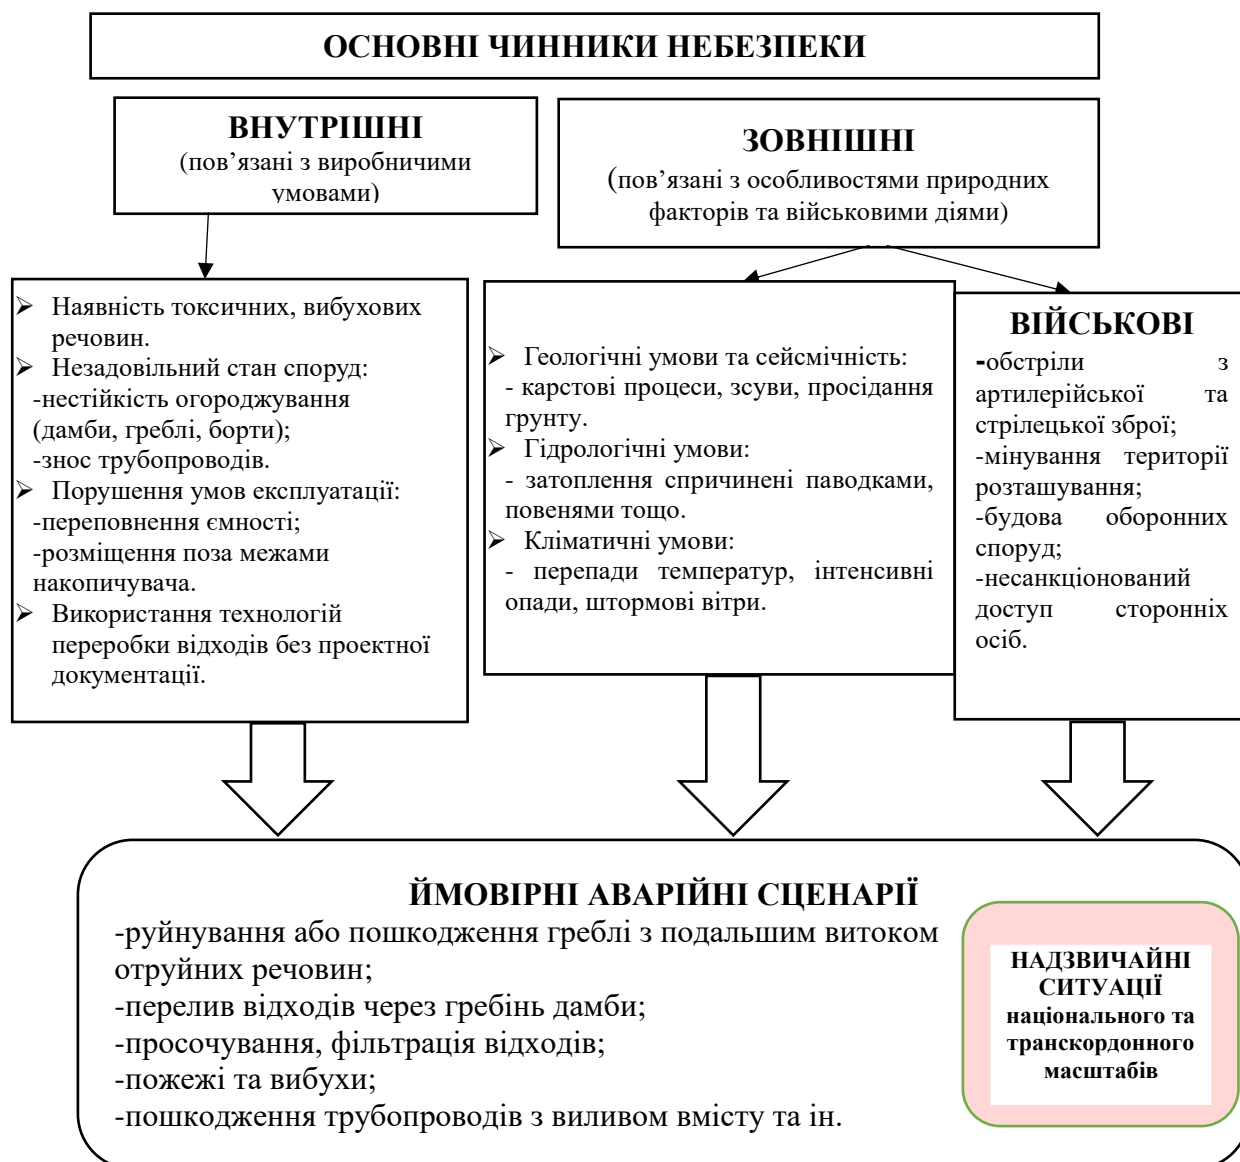 ОСНОВНІ ЧИННИКИ НЕБЕЗПЕКИ
ВНУТРІШНІ
(пов’язані з виробничими
умовами)
ЗОВНІШНІ
(пов’язані з особливостями природних
факторів та військовими діями)
➢ Наявність токсичних, вибухових
речовин.
➢ Незадовільний стан споруд:
-нестійкість огороджування
(дамби, греблі, борти);
-знос трубопроводів.
➢ Порушення умов експлуатації:
-переповнення ємності;
-розміщення поза межами
накопичувача.
➢ Використання технологій
переробки відходів без проектної
документації.
➢ Геологічні умови та сейсмічність:
- карстові процеси, зсуви, просідання
грунту.
➢ Гідрологічні умови:
- затоплення спричинені паводками,
повенями тощо.
➢ Кліматичні умови:
- перепади температур, інтенсивні
опади, штормові вітри.
ВІЙСЬКОВІ
-обстріли з
артилерійської та
стрілецької зброї;
-мінування території
розташування;
-будова оборонних
споруд;
-несанкціонований
доступ сторонніх
осіб.
ЙМОВІРНІ АВАРІЙНІ СЦЕНАРІЇ
-руйнування або пошкодження греблі з подальшим витоком
отруйних речовин;
-перелив відходів через гребінь дамби;
-просочування, фільтрація відходів;
-пожежі та вибухи;
-пошкодження трубопроводів з виливом вмісту та ін.
НАДЗВИЧАЙНІ
СИТУАЦІЇ
національного та
транскордонного
масштабів